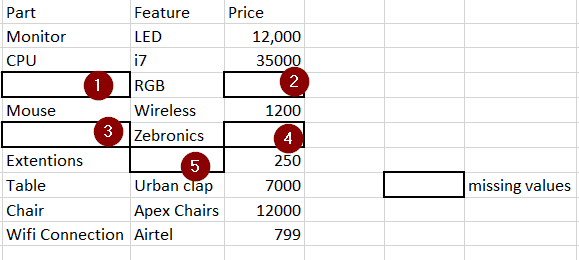 Part Feature Price
Monitor LED 12,000
CPU i7 35000
1 RGB 2
Mouse Wireless 1200
3 Zebronics 4
Extentions 5 250
Table Urban clap 7000 missing values
Chair Apex Chairs 12000
Wifi Connection Airtel 799